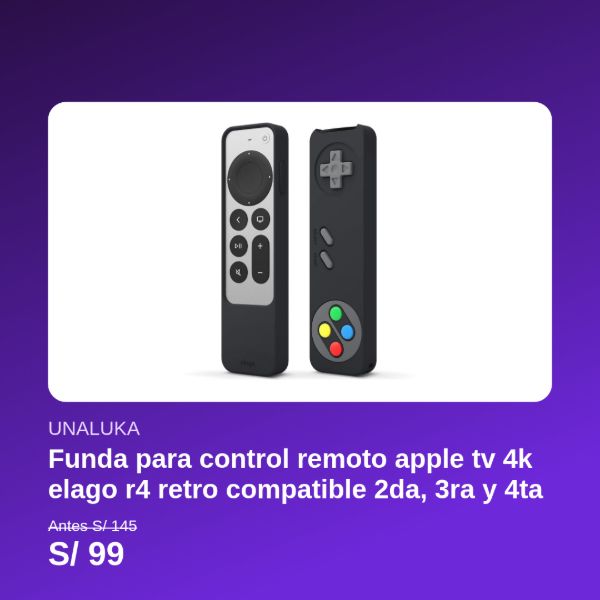 UNALUKA
Funda para control remoto apple tv 4k
elago r4 retro compatible 2da, 3ra y 4ta
Antes S/ 145
S/ 99